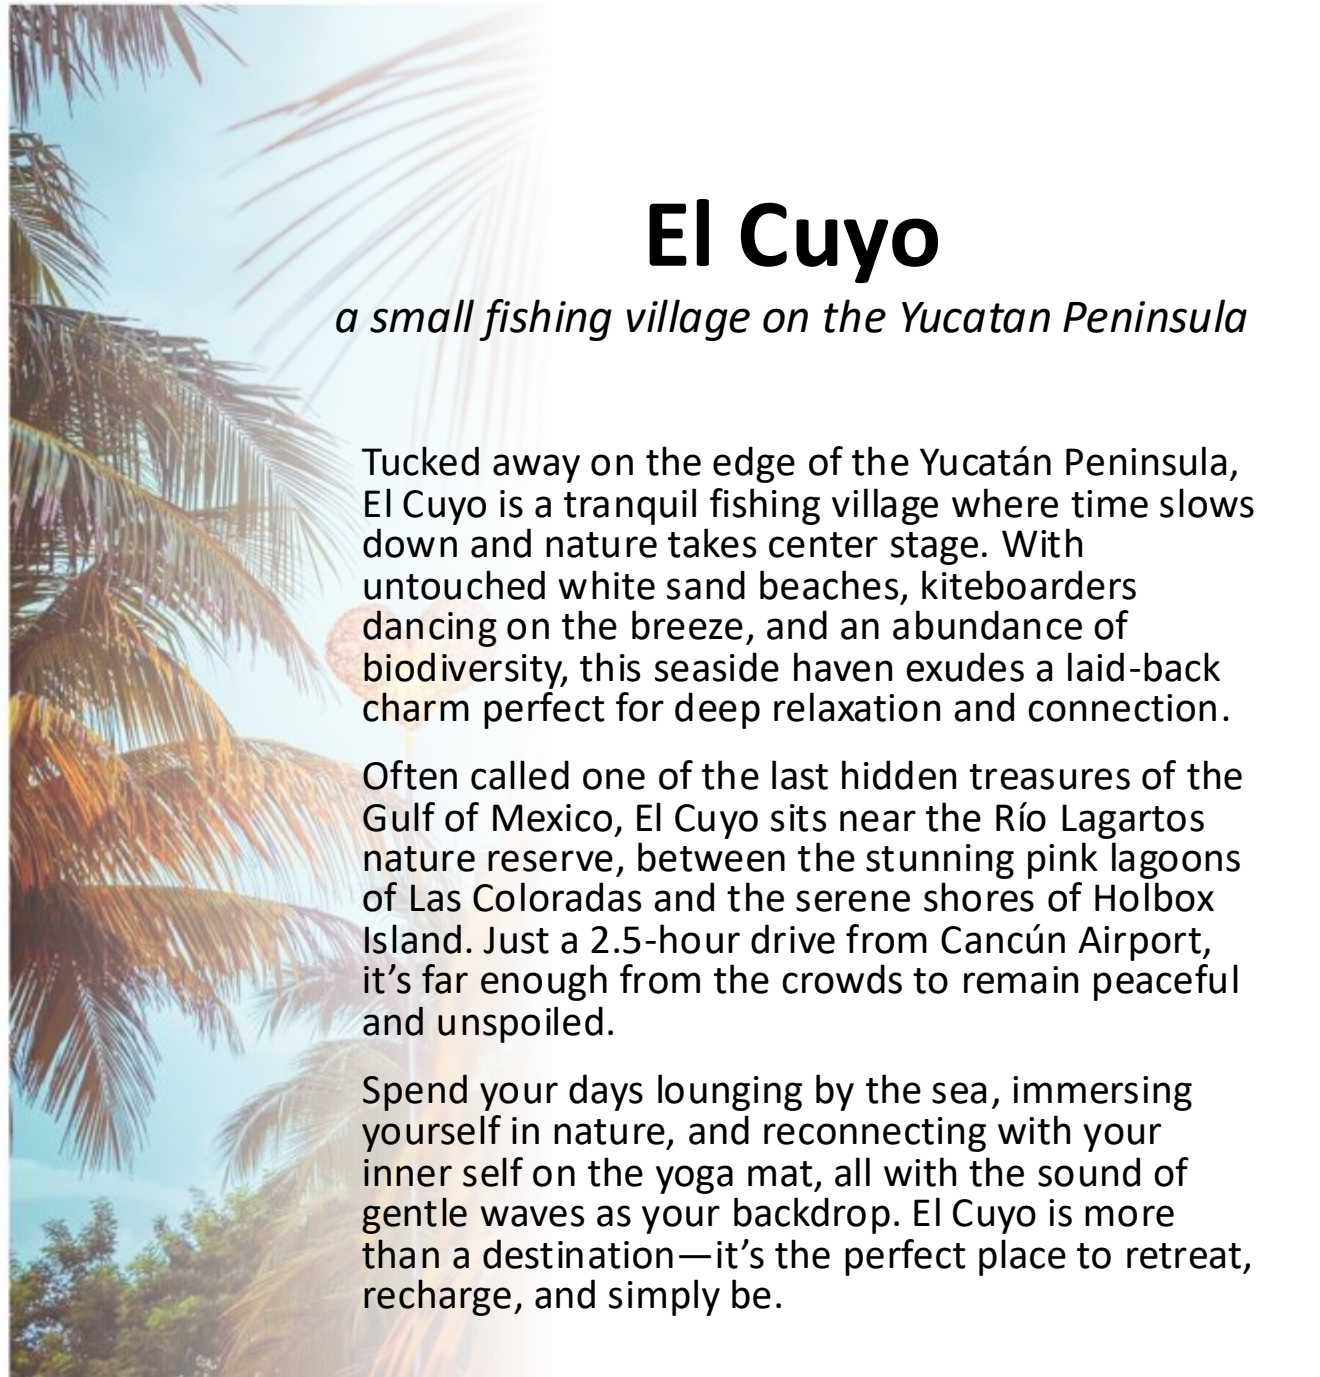 El Cuyo
a small fishing village on the Yucatan Peninsula
Tucked away on the edge of the Yucatán Peninsula,
El Cuyo is a tranquil fishing village where time slows
down and nature takes center stage. With
untouched white sand beaches, kiteboarders
dancing on the breeze, and an abundance of
biodiversity, this seaside haven exudes a laid-back
charm perfect for deep relaxation and connection.
Often called one of the last hidden treasures of the
Gulf of Mexico, El Cuyo sits near the Río Lagartos
nature reserve, between the stunning pink lagoons
of Las Coloradas and the serene shores of Holbox
Island. Just a 2.5-hour drive from Cancún Airport,
it’s far enough from the crowds to remain peaceful
and unspoiled.
Spend your days lounging by the sea, immersing
yourself in nature, and reconnecting with your
inner self on the yoga mat, all with the sound of
gentle waves as your backdrop. El Cuyo is more
than a destination—it’s the perfect place to retreat,
recharge, and simply be.